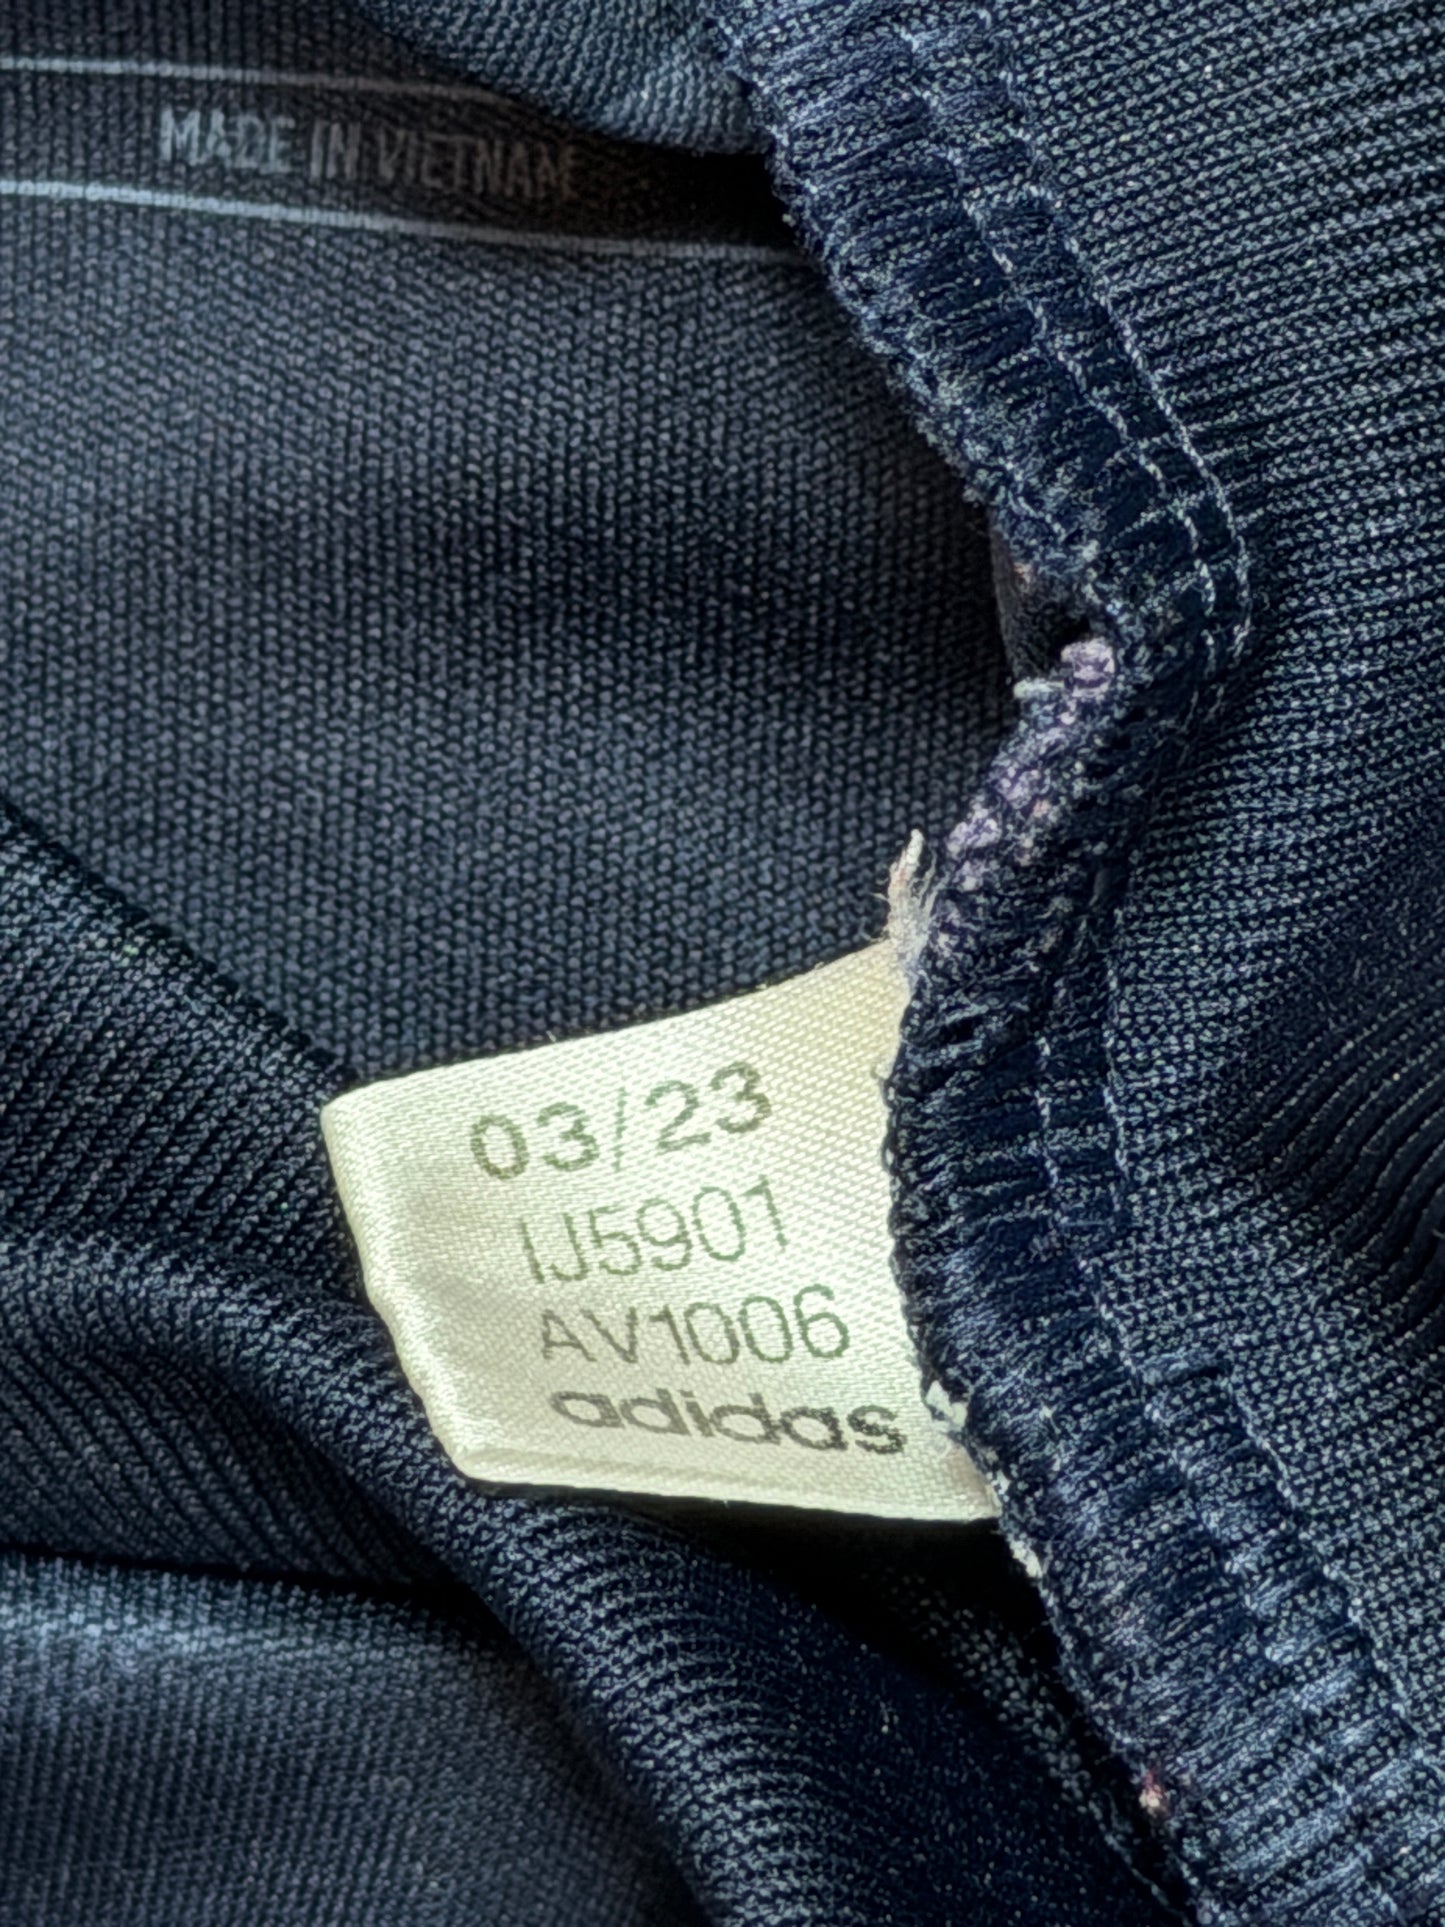 MADE IN VIETNAM
03/23
IJ5901
AV1006
adidas